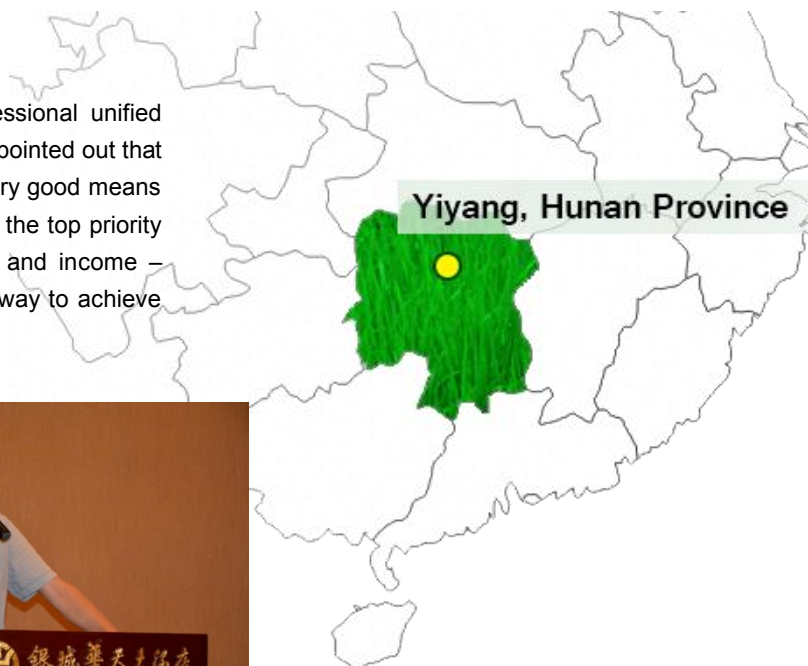 essional unified
pointed out that
ry good means
the top priority
and income –
way to achieve
Yiyang, Hunan Province
銀城華天大酒店